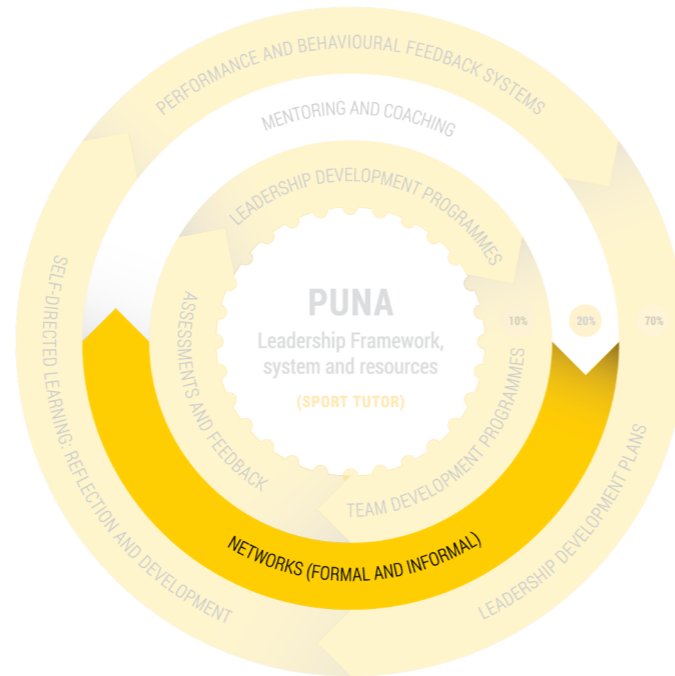 PERFORMANCE AND BEHAVIOURAL FEEDBACK SYSTEMS
MENTORING AND COACHING
LEADERSHIP DEVELOPMENT PROGRAMMES
PUNA
Leadership Framework,
system and resources
(SPORT TUTOR)
10%
20%
70%
SELF-DIRECTED LEARNING; REFLECTION AND DEVELOPMENT
ASSESSMENTS AND FEEDBACK
TEAM DEVELOPMENT PROGRAMMES
NETWORKS (FORMAL AND INFORMAL)
LEADERSHIP DEVELOPMENT PLANS